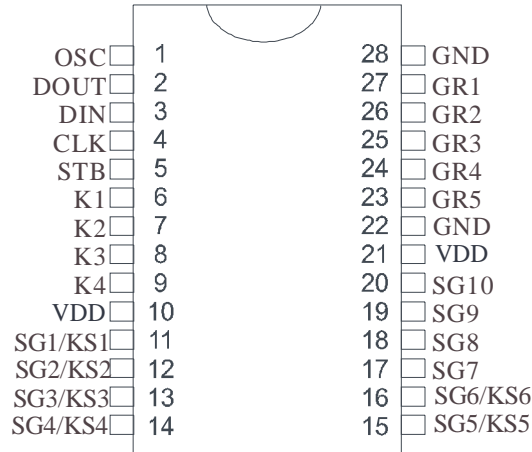 OSC 1 28 GND
DOUT 2 27 GR1
DIN 3 26 GR2
CLK 4 25 GR3
STB 5 24 GR4
K1 6 23 GR5
K2 7 22 GND
K3 8 21 VDD
K4 9 20 SG10
VDD 10 19 SG9
SG1/KS1 11 18 SG8
SG2/KS2 12 17 SG7
SG3/KS3 13 16 SG6/KS6
SG4/KS4 14 15 SG5/KS5